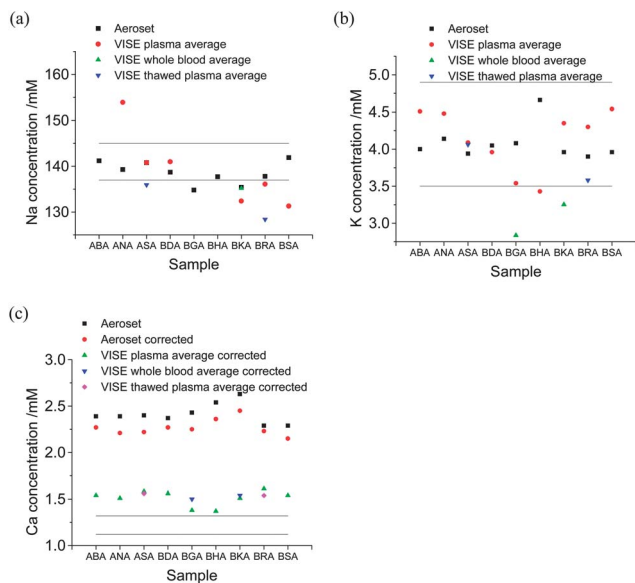 (a)
Aeroset
VISE plasma average
VISE whole blood average
VISE thawed plasma average
Na concentration /mM
160
150
140
130
ABA ANA ASA BDA BGA BHA BKA BRA BSA
Sample
(b)
Aeroset
VISE plasma average
VISE whole blood average
VISE thawed plasma average
K concentration /mM
5.0
4.5
4.0
3.5
3.0
ABA ANA ASA BDA BGA BHA BKA BRA BSA
Sample
(c)
Aeroset
Aeroset corrected
VISE plasma average corrected
VISE whole blood average corrected
VISE thawed plasma average corrected
Ca concentration /mM
3.0
2.5
2.0
1.5
1.0
ABA ANA ASA BDA BGA BHA BKA BRA BSA
Sample